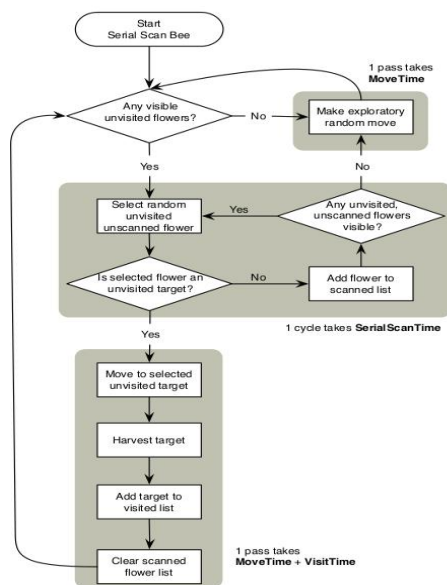 Start
Serial Scan Bee
1 pass takes
MoveTime
Any visible
unvisited flowers?
No
Make exploratory
random move
Yes
No
Select random
unvisited
unscanned flower
Yes
Any unvisited,
unscanned flowers
visible?
Is selected flower an
unvisited target?
No
Add flower to
scanned list
Yes
1 cycle takes SerialScanTime
Move to selected
unvisited target
Harvest target
Add target to
visited list
Clear scanned
flower list
1 pass takes
MoveTime + VisitTime